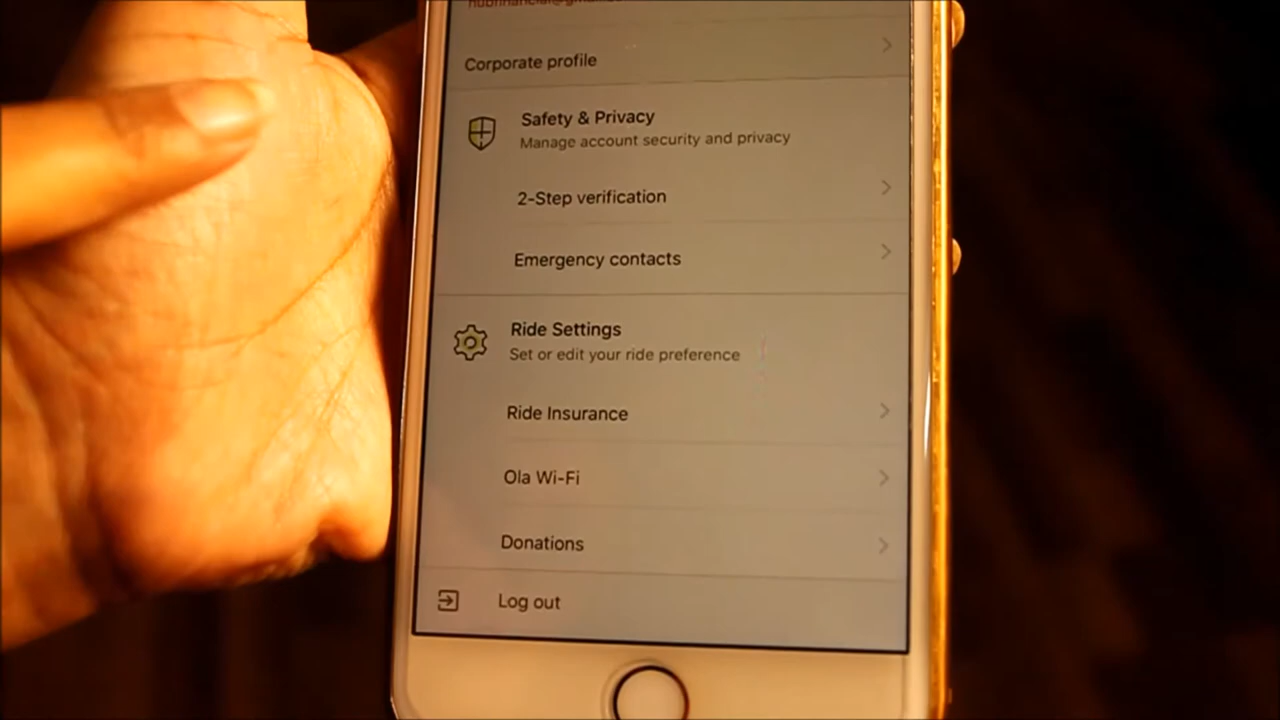 Corporate profile
Safety & Privacy
Manage account security and privacy
2-Step verification
Emergency contacts
Ride Settings
Set or edit your ride preference
Ride Insurance
Ola Wi-Fi
Donations
Log out